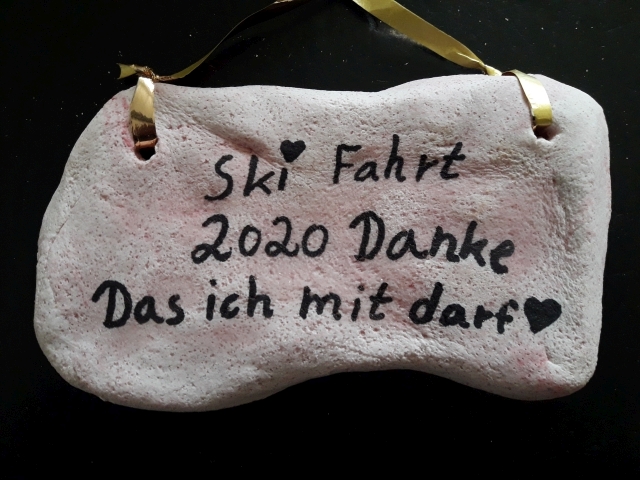 Ski Fahrt
2020 Danke
Das ich mit darf♥